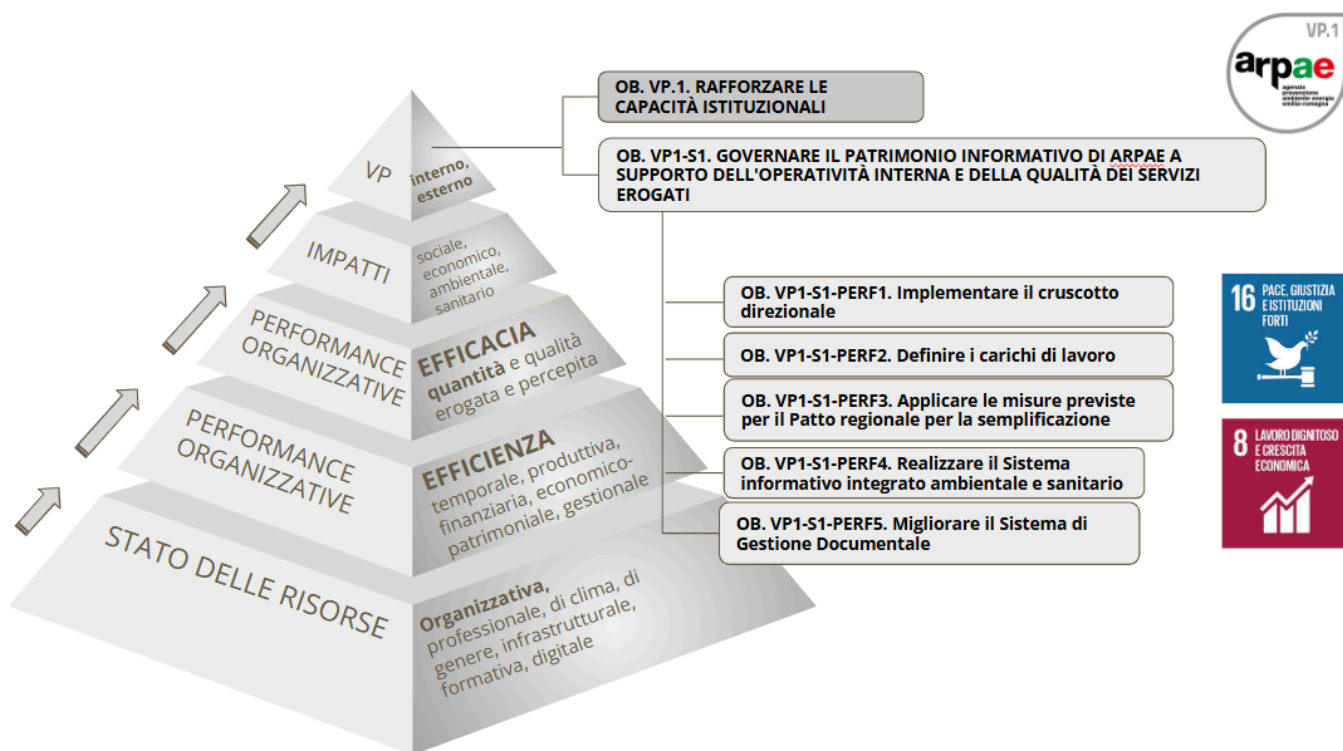 VP.1
arpae
agenzia
prevenzione
ambiente energia
emilia-romagna
OB. VP.1. RAFFORZARE LE
CAPACITÀ ISTITUZIONALI
OB. VP1-S1. GOVERNARE IL PATRIMONIO INFORMATIVO DI ARPAE A
SUPPORTO DELL'OPERATIVITÀ INTERNA E DELLA QUALITÀ DEI SERVIZI
EROGATI
VP
interno,
esterno
IMPATTI
sociale,
economico,
ambientale,
sanitario
PERFORMANCE
ORGANIZZATIVE
EFFICACIA
quantità e qualità
erogata e percepita
PERFORMANCE
ORGANIZZATIVE
EFFICIENZA
temporale, produttiva,
finanziaria, economico-
patrimoniale, gestionale
STATO DELLE RISORSE
Organizzativa,
professionale, di clima, di
genere, infrastrutturale,
formativa, digitale
OB. VP1-S1-PERF1. Implementare il cruscotto
direzionale
OB. VP1-S1-PERF2. Definire i carichi di lavoro
OB. VP1-S1-PERF3. Applicare le misure previste
per il Patto regionale per la semplificazione
OB. VP1-S1-PERF4. Realizzare il Sistema
informativo integrato ambientale e sanitario
OB. VP1-S1-PERF5. Migliorare il Sistema di
Gestione Documentale
16 PACE, GIUSTIZIA
E ISTITUZIONI
FORTI
8 LAVORO DIGNITOSO
E CRESCITA
ECONOMICA